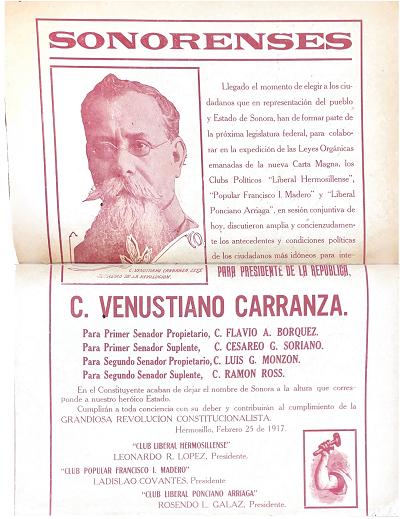 SONORENSES
Llegado el momento de elegir a los ciu-
dadanos que en representación del pueblo
y Estado de Sonora, han de formar parte de
la próxima legislatura federal, para colabo-
rar en la expedición de las Leyes Orgánicas
emanadas de la nueva Carta Magna, los
Clubs Políticos "Liberal Hermosillense",
"Popular Francisco I. Madero" y "Liberal
Ponciano Arriaga", en sesión conjuntiva de
hoy, discutieron amplia y concienzudamen-
te los antecedentes y condiciones políticas
de los ciudadanos más idóneos para inte-
C. VENUSTIANO CARRANZA
DE LA REVOLUCION.
PARA PRESIDENTE DE LA REPUBLICA,
C. VENUSTIANO CARRANZA.
Para Primer Senador Propietario, C. FLAVIO A. BORQUEZ.
Para Primer Senador Suplente, C. CESAREO G. SORIANO.
Para Segundo Senador Propietario, C. LUIS G. MONZON.
Para Segundo Senador Suplente, C. RAMON ROSS.
En el Constituyente acaban de dejar el nombre de Sonora a la altura que corres-
ponde a nuestro heróico Estado.
Cumplirán a toda conciencia con su deber y contribuirán al cumplimiento de la
GRANDIOSA REVOLUCION CONSTITUCIONALISTA.
Hermosillo, Febrero 25 de 1917.
"CLUB LIBERAL HERMOSILLENSE"
LEONARDO R. LOPEZ, Presidente.
"CLUB POPULAR FRANCISCO I. MADERO"
LADISLAO COVANTES, Presidente
"CLUB LIBERAL PONCIANO ARRIAGA"
ROSENDO L. GALAZ, Presidente.